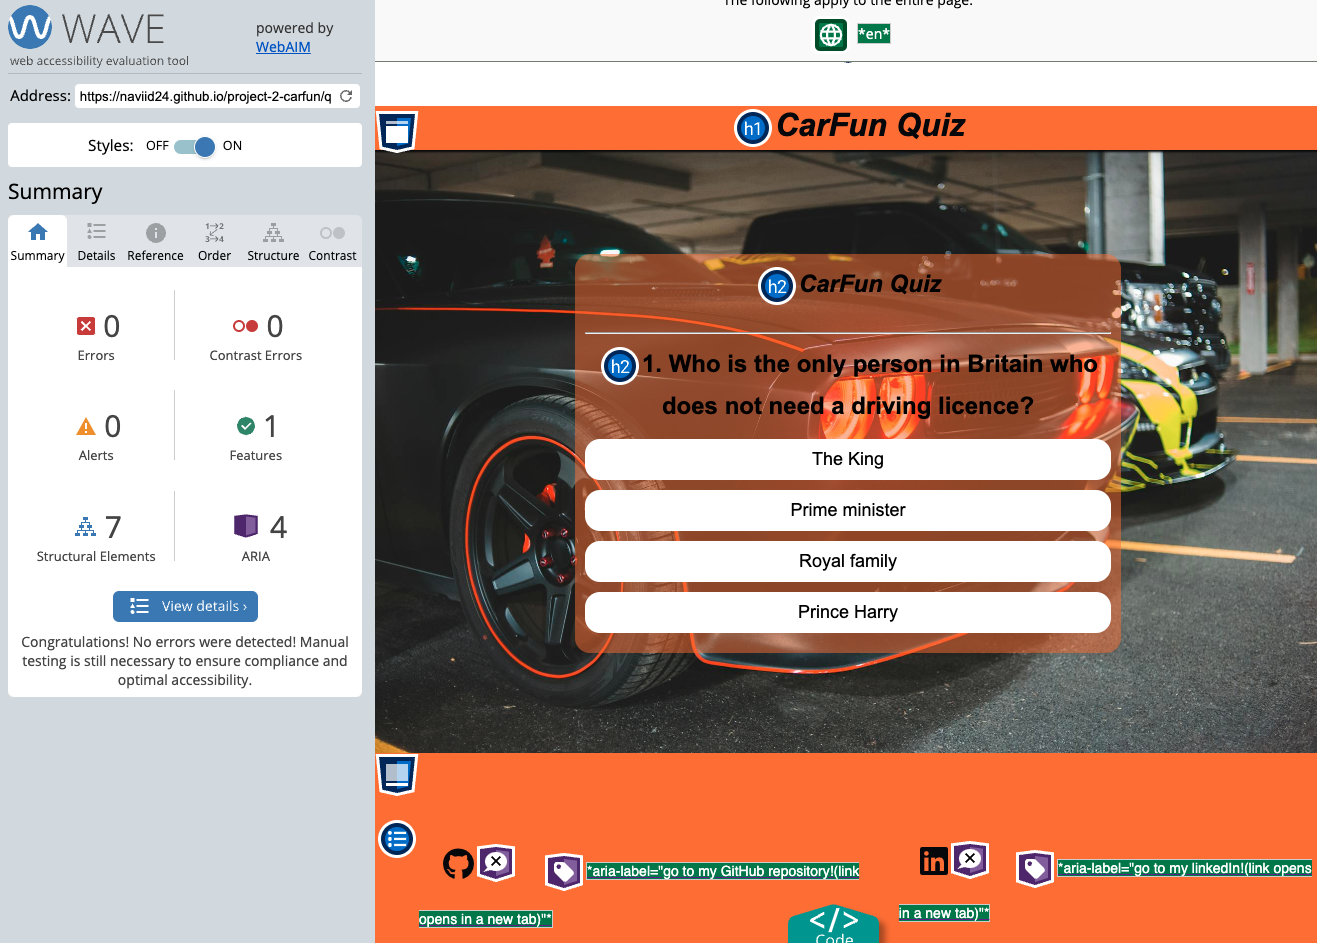 WAVE
powered by
WebAIM
web accessibility evaluation tool
Address: https://naviid24.github.io/project-2-carfun/q
Styles: OFF ON
Summary
Summary Details Reference Order Structure Contrast
0
Errors
0
Contrast Errors
0
Alerts
1
Features
7
Structural Elements
4
ARIA
View details ›
Congratulations! No errors were detected! Manual
testing is still necessary to ensure compliance and
optimal accessibility.
The following apply to the entire page:
*en*
h1 CarFun Quiz
h2 CarFun Quiz
h2 1. Who is the only person in Britain who
does not need a driving licence?
The King
Prime minister
Royal family
Prince Harry
*aria-label="go to my GitHub repository!(link
opens in a new tab)"*
in *aria-label="go to my linkedIn!(link opens
in a new tab)"*
</> Code